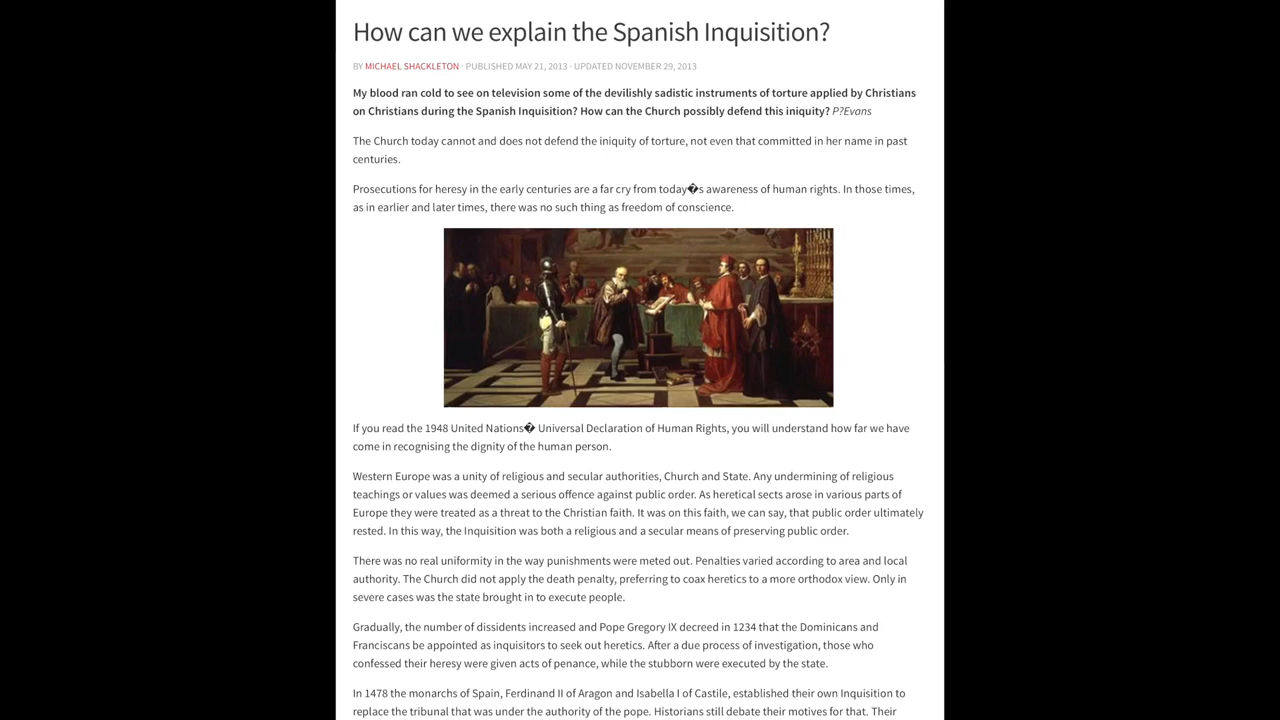 How can we explain the Spanish Inquisition?
BY MICHAEL SHACKLETON · PUBLISHED MAY 21, 2013 · UPDATED NOVEMBER 29, 2013
My blood ran cold to see on television some of the devilishly sadistic instruments of torture applied by Christians
on Christians during the Spanish Inquisition? How can the Church possibly defend this iniquity? P?Evans
The Church today cannot and does not defend the iniquity of torture, not even that committed in her name in past
centuries.
Prosecutions for heresy in the early centuries are a far cry from today�s awareness of human rights. In those times,
as in earlier and later times, there was no such thing as freedom of conscience.
If you read the 1948 United Nations� Universal Declaration of Human Rights, you will understand how far we have
come in recognising the dignity of the human person.
Western Europe was a unity of religious and secular authorities, Church and State. Any undermining of religious
teachings or values was deemed a serious offence against public order. As heretical sects arose in various parts of
Europe they were treated as a threat to the Christian faith. It was on this faith, we can say, that public order ultimately
rested. In this way, the Inquisition was both a religious and a secular means of preserving public order.
There was no real uniformity in the way punishments were meted out. Penalties varied according to area and local
authority. The Church did not apply the death penalty, preferring to coax heretics to a more orthodox view. Only in
severe cases was the state brought in to execute people.
Gradually, the number of dissidents increased and Pope Gregory IX decreed in 1234 that the Dominicans and
Franciscans be appointed as inquisitors to seek out heretics. After a due process of investigation, those who
confessed their heresy were given acts of penance, while the stubborn were executed by the state.
In 1478 the monarchs of Spain, Ferdinand II of Aragon and Isabella I of Castile, established their own Inquisition to
replace the tribunal that was under the authority of the pope. Historians still debate their motives for that. Their